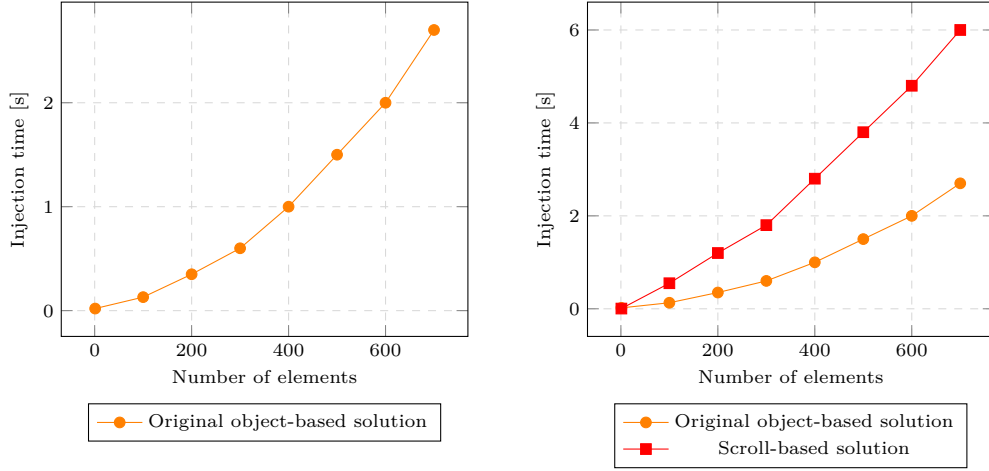 2
1
0
Injection time [s]
0 200 400 600
Number of elements
Original object-based solution
6
4
2
0
Injection time [s]
0 200 400 600
Number of elements
Original object-based solution
Scroll-based solution